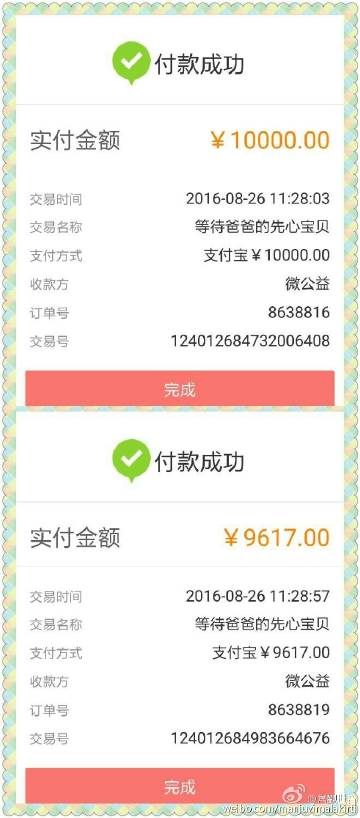 付款成功
实付金额 ￥10000.00
交易时间 2016-08-26 11:28:03
交易名称 等待爸爸的先心宝贝
支付方式 支付宝￥10000.00
收款方 微公益
订单号 8638816
交易号 124012684732006408
完成
付款成功
实付金额 ￥9617.00
交易时间 2016-08-26 11:28:57
交易名称 等待爸爸的先心宝贝
支付方式 支付宝￥9617.00
收款方 微公益
订单号 8638819
交易号 124012684983664676
完成